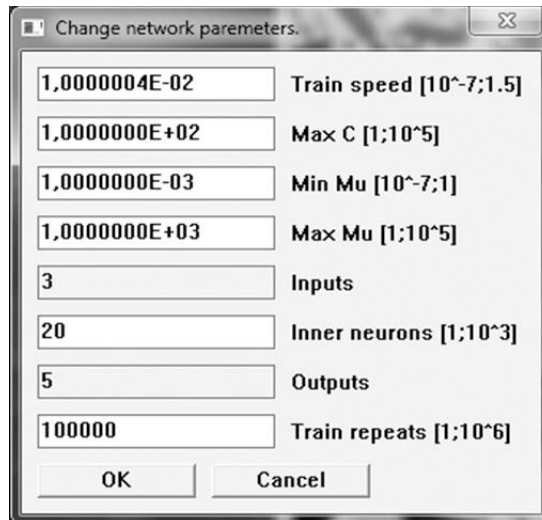 Change network paremeters.
1,0000004E-02 Train speed [10^-7;1.5]
1,0000000E+02 Max C [1;10^5]
1,0000000E-03 Min Mu [10^-7;1]
1,0000000E+03 Max Mu [1;10^5]
3 Inputs
20 Inner neurons [1;10^3]
5 Outputs
100000 Train repeats [1;10^6]
OK Cancel